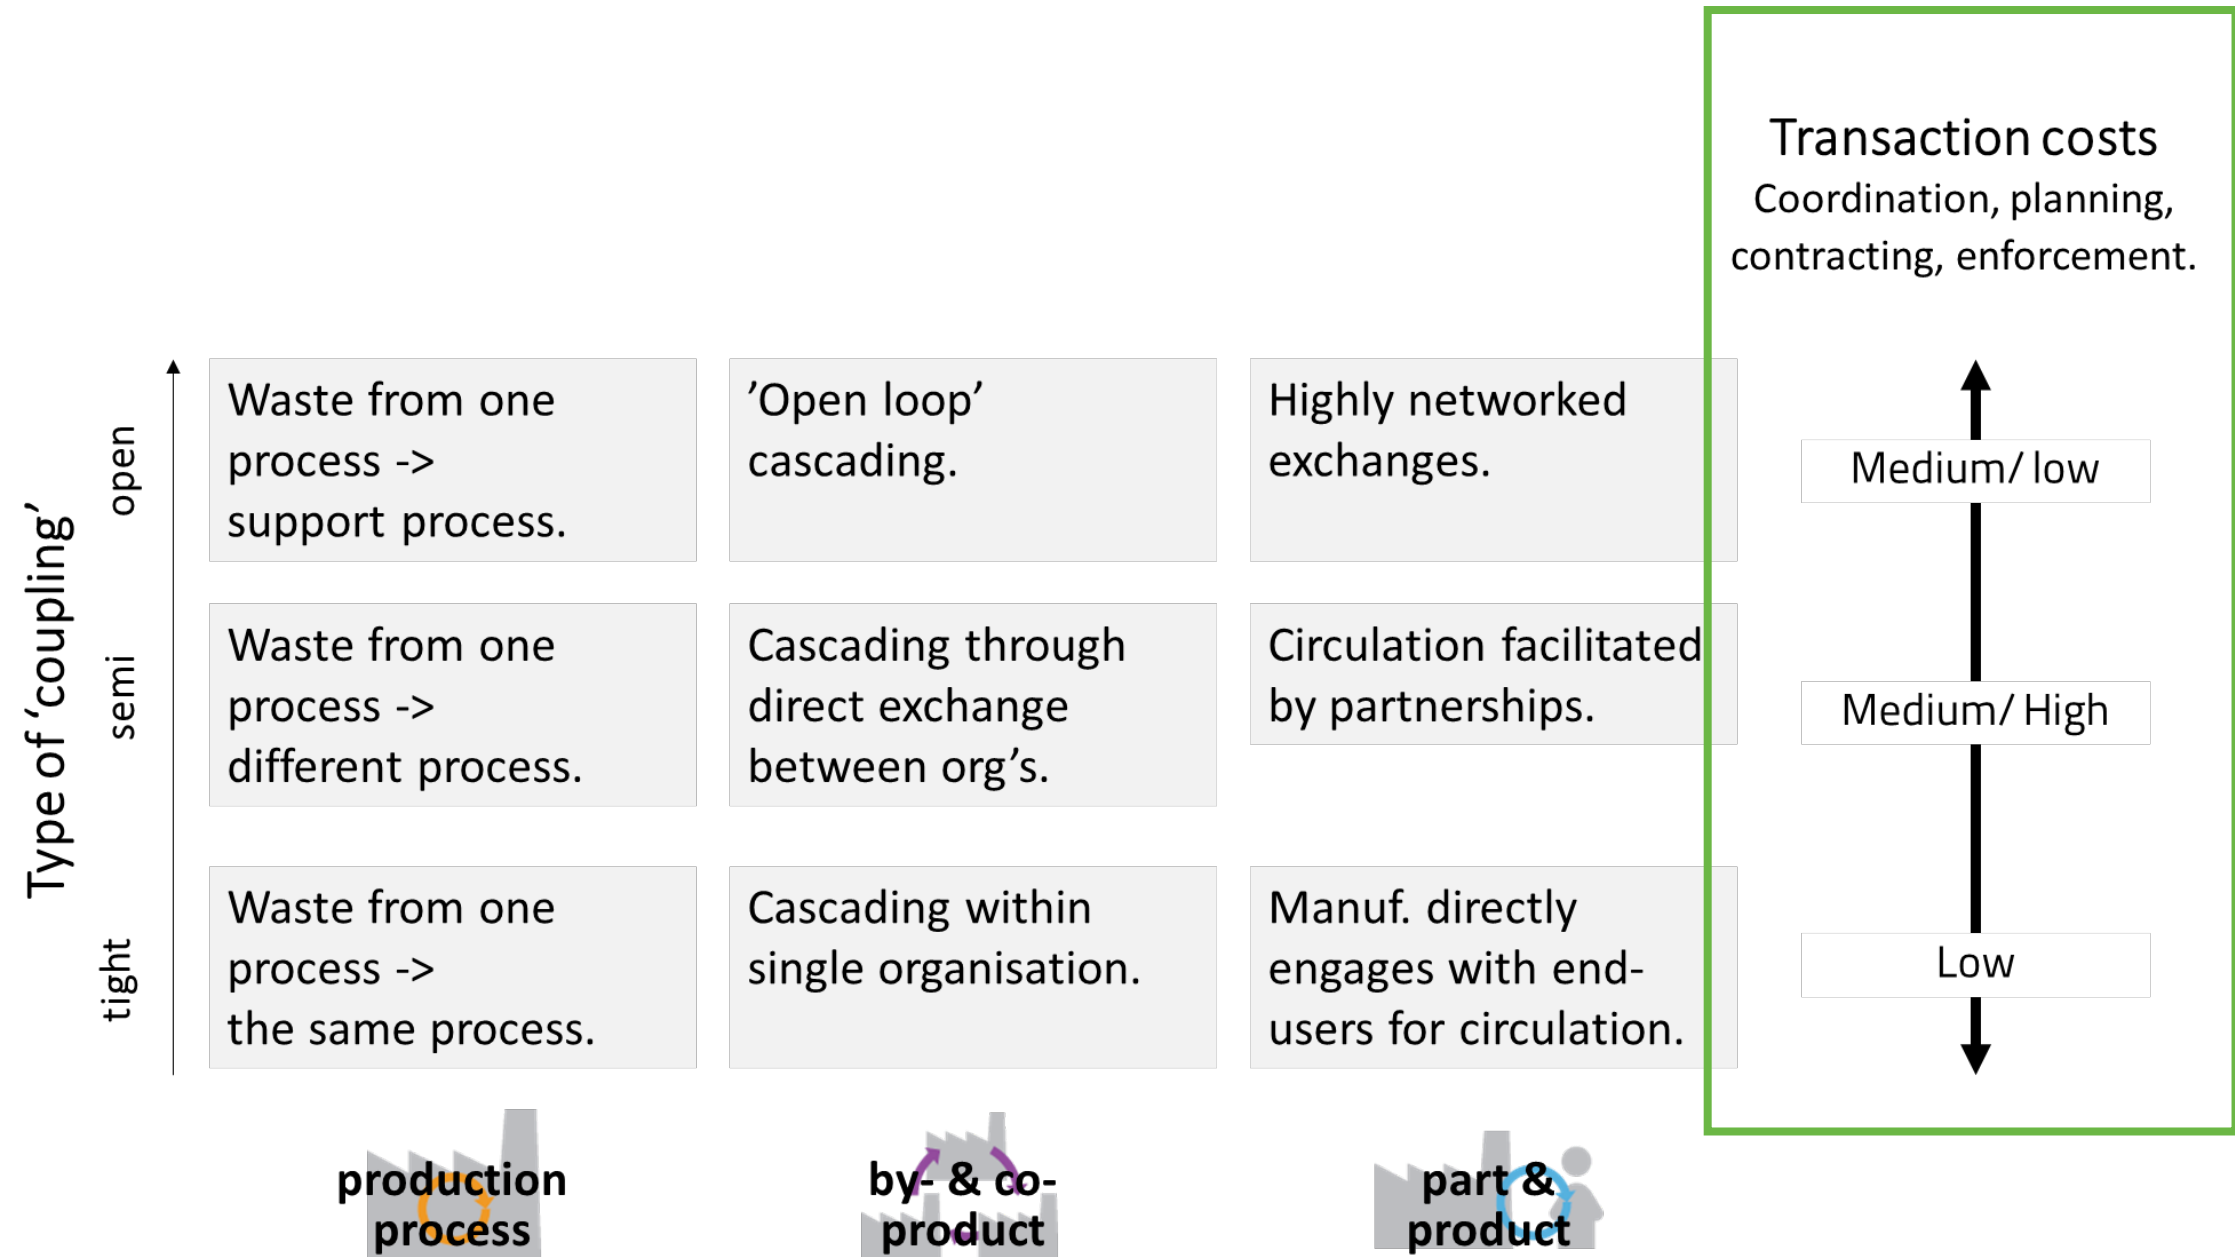 Transaction costs
Coordination, planning,
contracting, enforcement.
Type of ‘coupling’
open
Waste from one
process ->
support process.
’Open loop’
cascading.
Highly networked
exchanges.
Medium/ low
semi
Waste from one
process ->
different process.
Cascading through
direct exchange
between org’s.
Circulation facilitated
by partnerships.
Medium/ High
tight
Waste from one
process ->
the same process.
Cascading within
single organisation.
Manuf. directly
engages with end-
users for circulation.
Low
production
process
by- & co-
product
part &
product